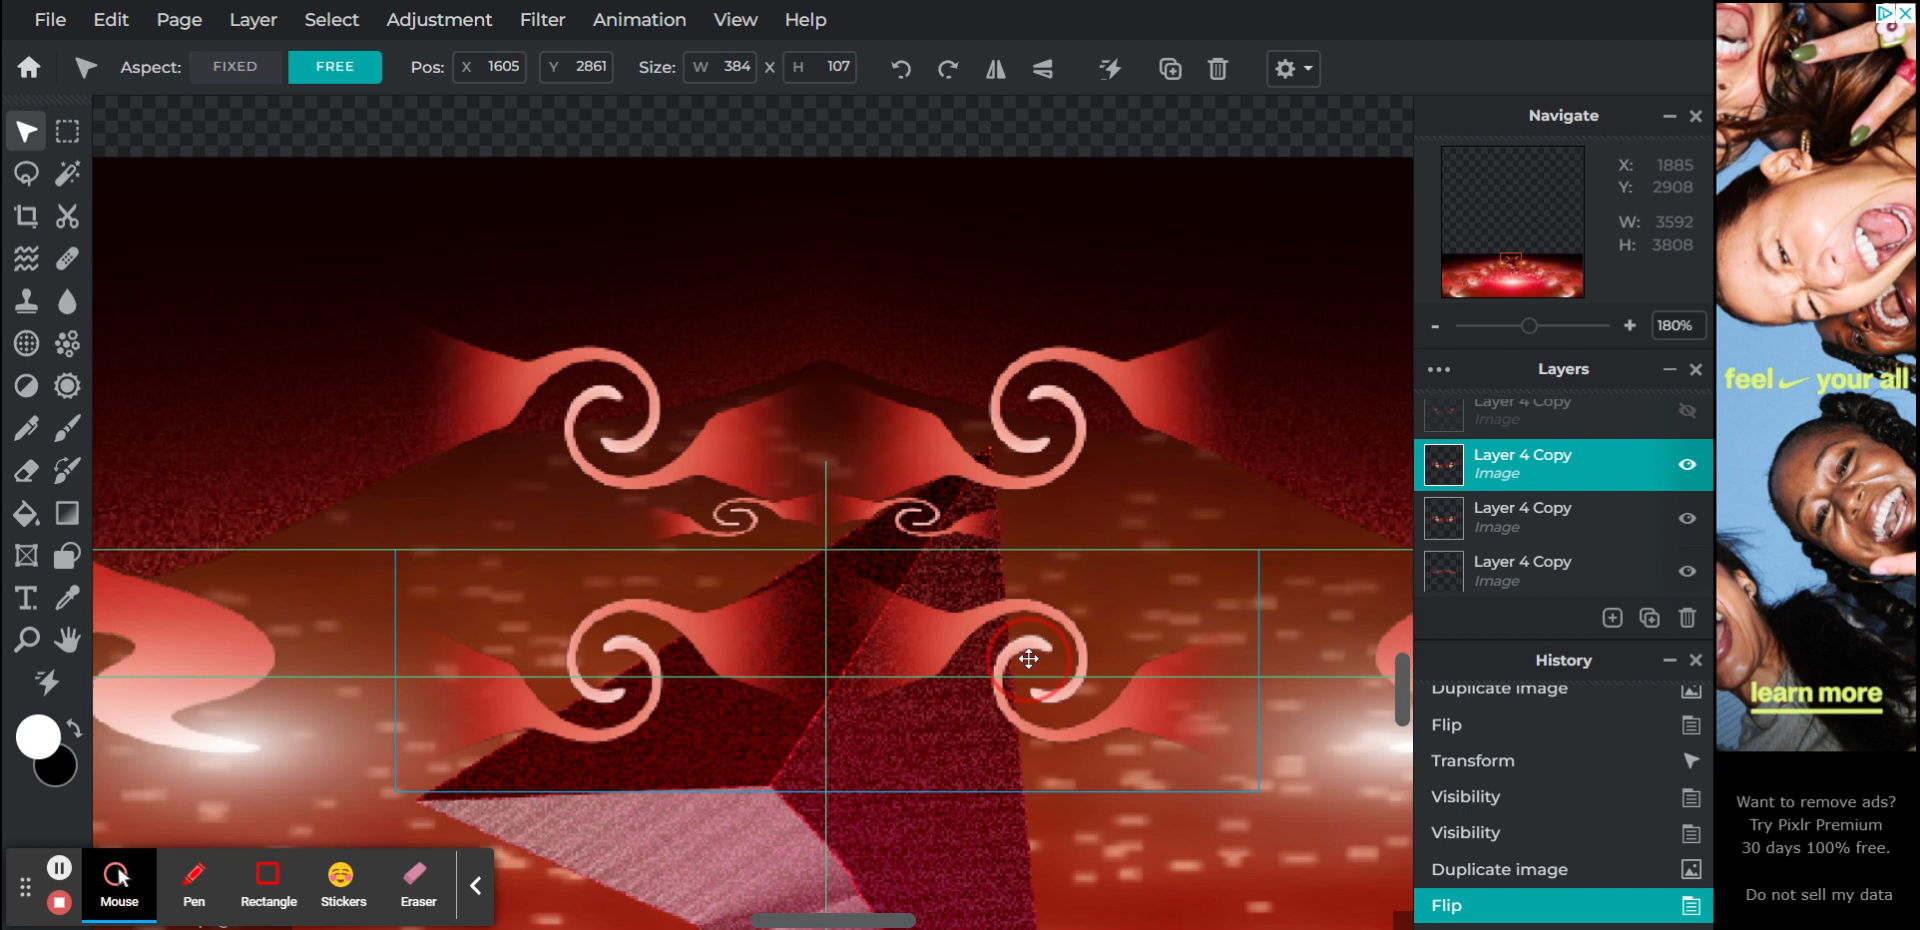 File Edit Page Layer Select Adjustment Filter Animation View Help
Aspect: FIXED FREE Pos: X 1605 Y 2861 Size: W 384 X H 107
Navigate
X: 1885
Y: 2908
W: 3592
H: 3808
- + 180%
Layers
Layer 4 Copy
Image
Layer 4 Copy
Image
Layer 4 Copy
Image
Layer 4 Copy
Image
History
Duplicate image
Flip
Transform
Visibility
Visibility
Duplicate image
Flip
Mouse Pen Rectangle Stickers Eraser
feel your all
learn more
Want to remove ads?
Try Pixlr Premium
30 days 100% free.
Do not sell my data